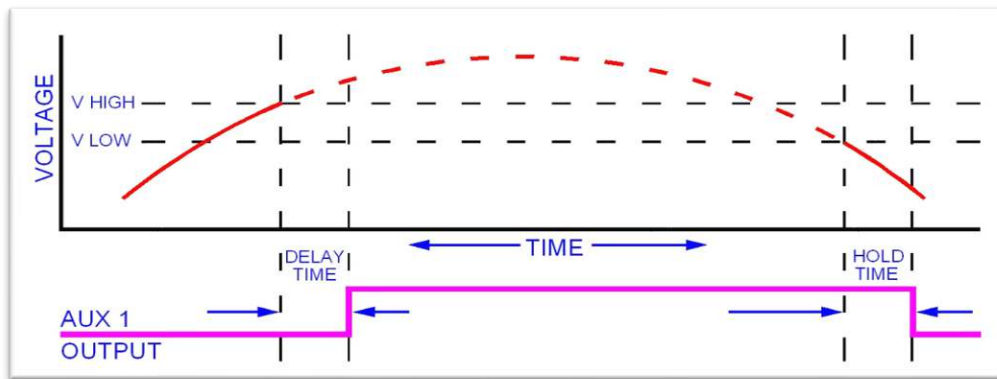 VOLTAGE
V HIGH
V LOW
TIME
DELAY
TIME
HOLD
TIME
AUX 1
OUTPUT